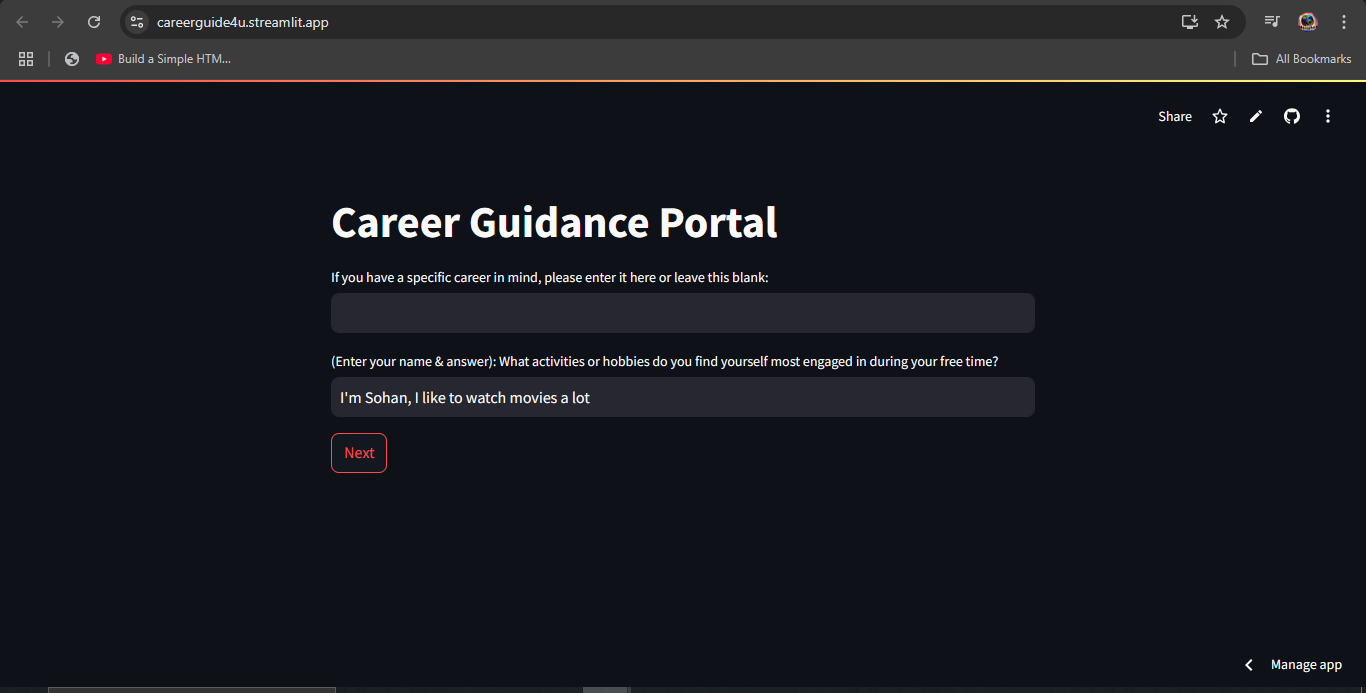 careerguide4u.streamlit.app
Build a Simple HTM...
All Bookmarks
Share
Career Guidance Portal
If you have a specific career in mind, please enter it here or leave this blank:
(Enter your name & answer): What activities or hobbies do you find yourself most engaged in during your free time?
I'm Sohan, I like to watch movies a lot
Next
Manage app